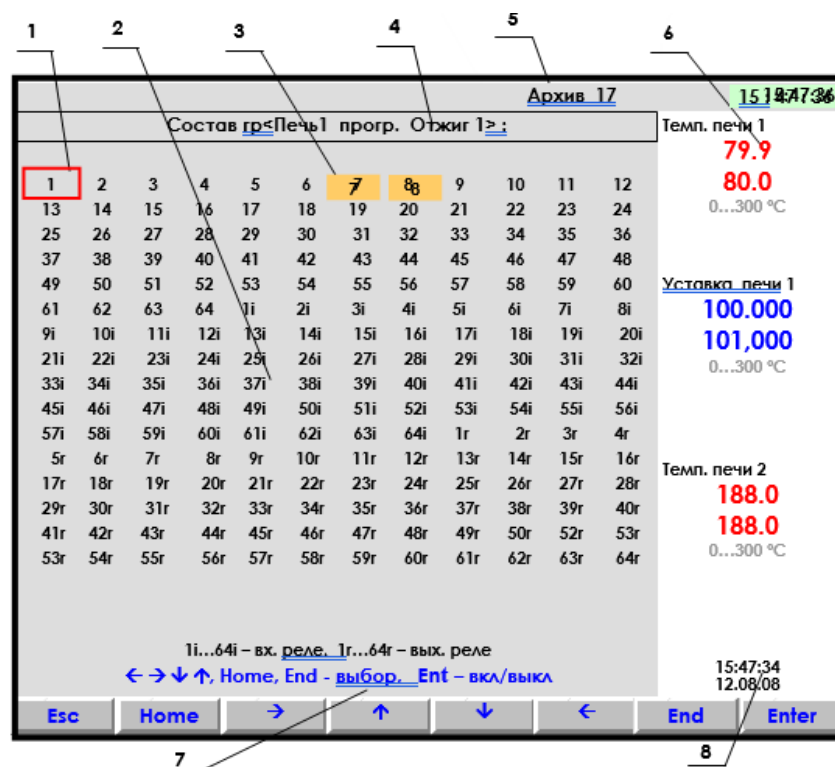 1 2 3 4 5 6
Архив 17
Состав гр<Печь1 прогр. Отжиг 1> :
Темп. печи 1
79.9
80.0
0...300 °C
1 2 3 4 5 6 7 8 9 10 11 12
13 14 15 16 17 18 19 20 21 22 23 24
25 26 27 28 29 30 31 32 33 34 35 36
37 38 39 40 41 42 43 44 45 46 47 48
49 50 51 52 53 54 55 56 57 58 59 60
61 62 63 64 1i 2i 3i 4i 5i 6i 7i 8i
9i 10i 11i 12i 13i 14i 15i 16i 17i 18i 19i 20i
21i 22i 23i 24i 25i 26i 27i 28i 29i 30i 31i 32i
33i 34i 35i 36i 37i 38i 39i 40i 41i 42i 43i 44i
45i 46i 47i 48i 49i 50i 51i 52i 53i 54i 55i 56i
57i 58i 59i 60i 61i 62i 63i 64i 1r 2r 3r 4r
5r 6r 7r 8r 9r 10r 11r 12r 13r 14r 15r 16r
17r 18r 19r 20r 21r 22r 23r 24r 25r 26r 27r 28r
29r 30r 31r 32r 33r 34r 35r 36r 37r 38r 39r 40r
41r 42r 43r 44r 45r 46r 47r 48r 49r 50r 52r 53r
53r 54r 55r 56r 57r 58r 59r 60r 61r 62r 63r 64r
Уставка печи 1
100.000
101,000
0...300 °C
Темп. печи 2
188.0
188.0
0...300 °C
1i...64i – вх. реле, 1r...64r – вых. реле
← → ↓ ↑, Home, End - выбор, Ent – вкл/выкл
15:47:34
12.08.08
Esc Home → ↑ ↓ ← End Enter
7 8